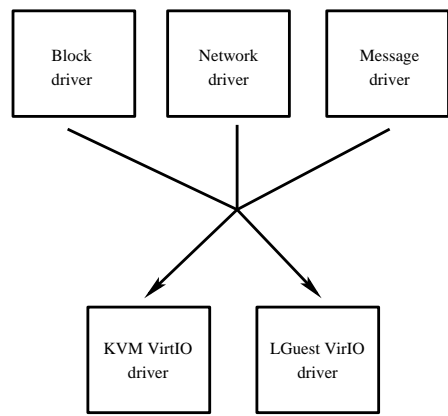 Block
driver
Network
driver
Message
driver
KVM VirtIO
driver
LGuest VirIO
driver